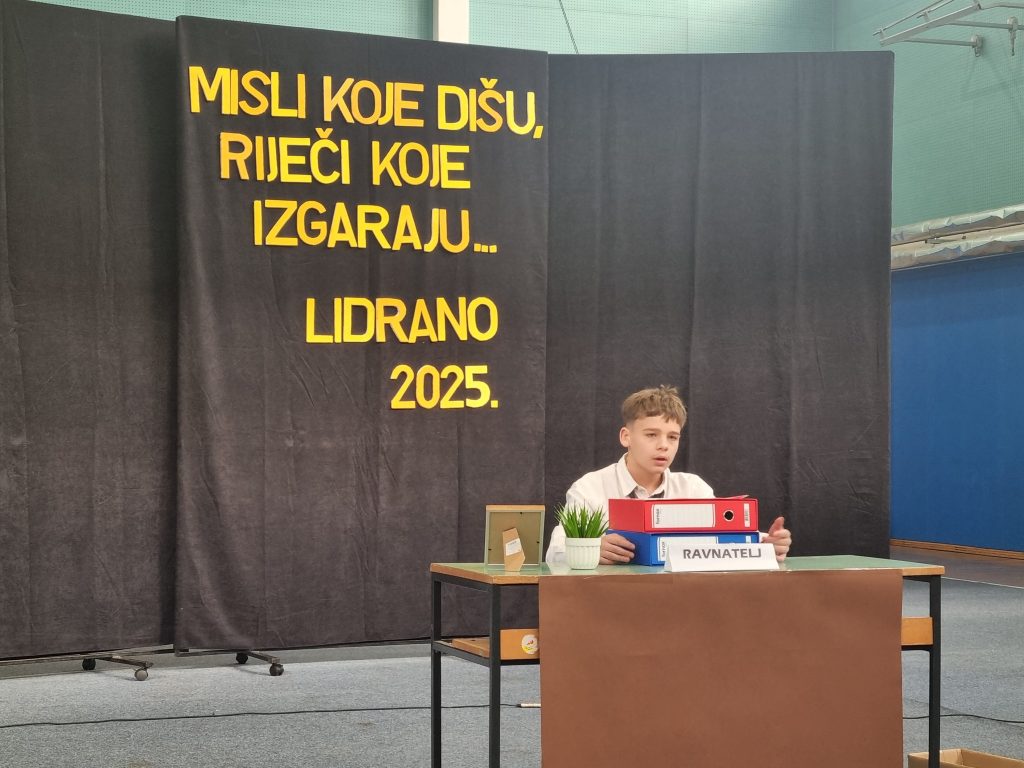 MISLI KOJE DIŠU,
RIJEČI KOJE
IZGARAJU...
LIDRANO
2025.
RAVNATELJ